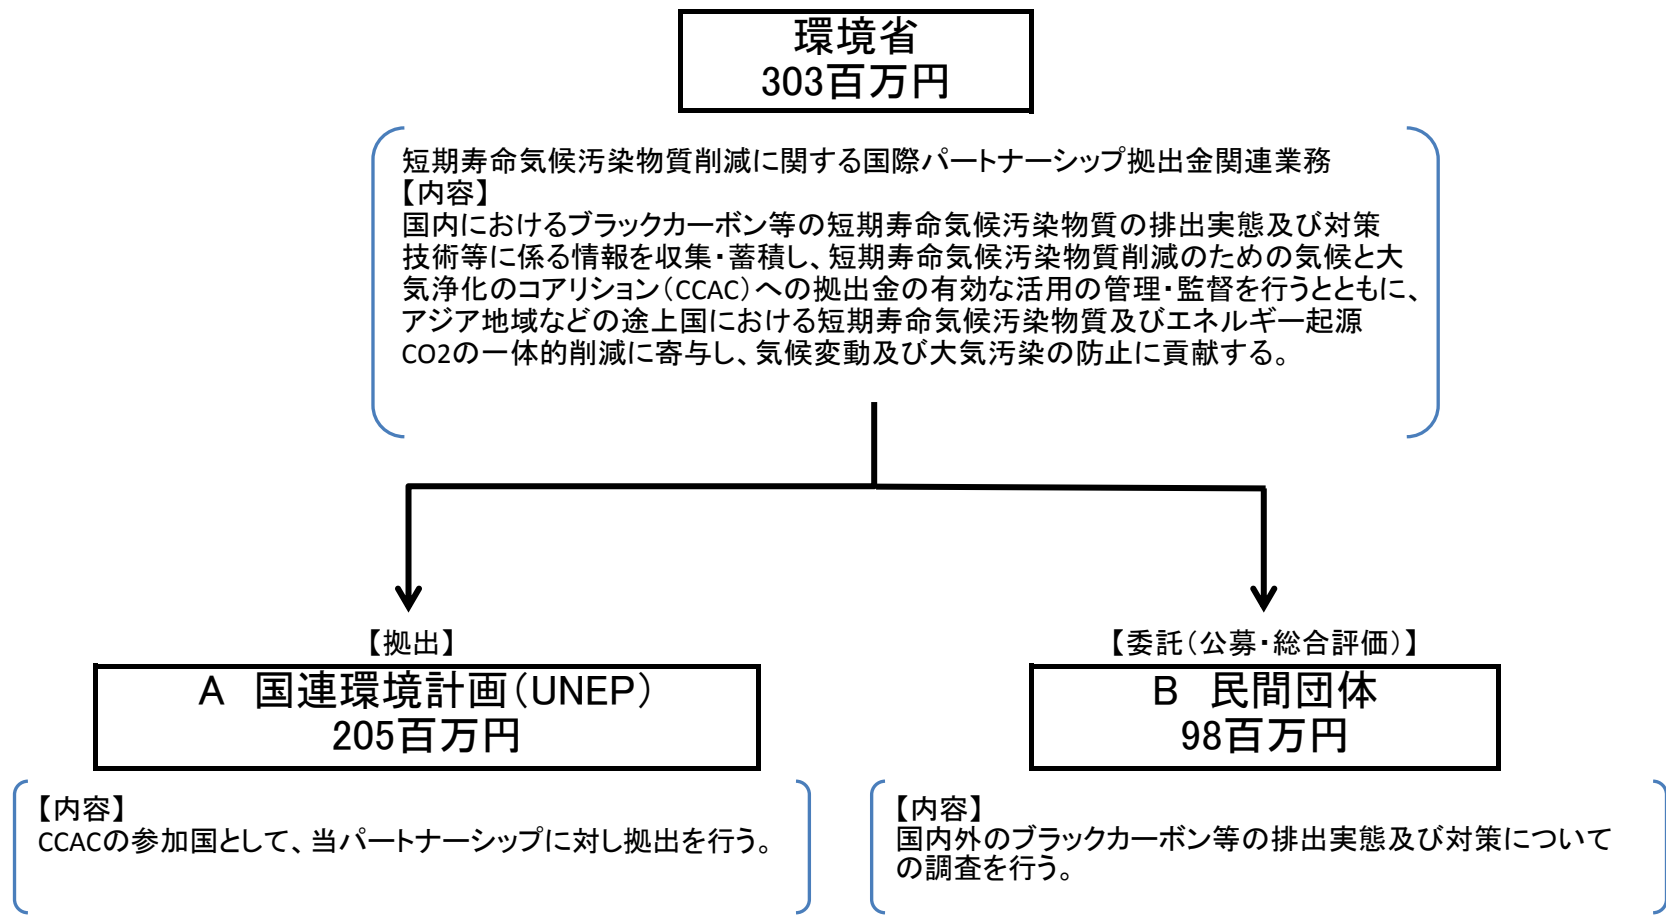 環境省
303百万円
短期寿命気候汚染物質削減に関する国際パートナーシップ拠出金関連業務
【内容】
国内におけるブラックカーボン等の短期寿命気候汚染物質の排出実態及び対策
技術等に係る情報を収集・蓄積し、短期寿命気候汚染物質削減のための気候と大
気浄化のコアリション（CCAC）への拠出金の有効な活用の管理・監督を行うとともに、
アジア地域などの途上国における短期寿命気候汚染物質及びエネルギー起源
CO2の一体的削減に寄与し、気候変動及び大気汚染の防止に貢献する。
【拠出】
A　国連環境計画（UNEP）
205百万円
【内容】
CCACの参加国として、当パートナーシップに対し拠出を行う。
【委託（公募・総合評価）】
B　民間団体
98百万円
【内容】
国内外のブラックカーボン等の排出実態及び対策について
の調査を行う。